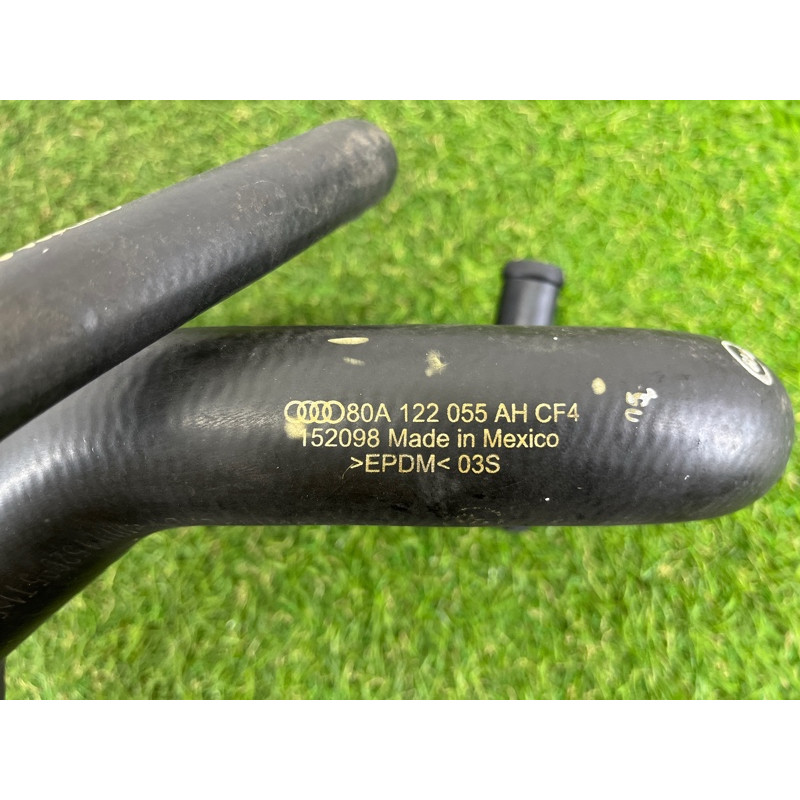 80A 122 055 AH CF4
152098 Made in Mexico
>EPDM< 03S